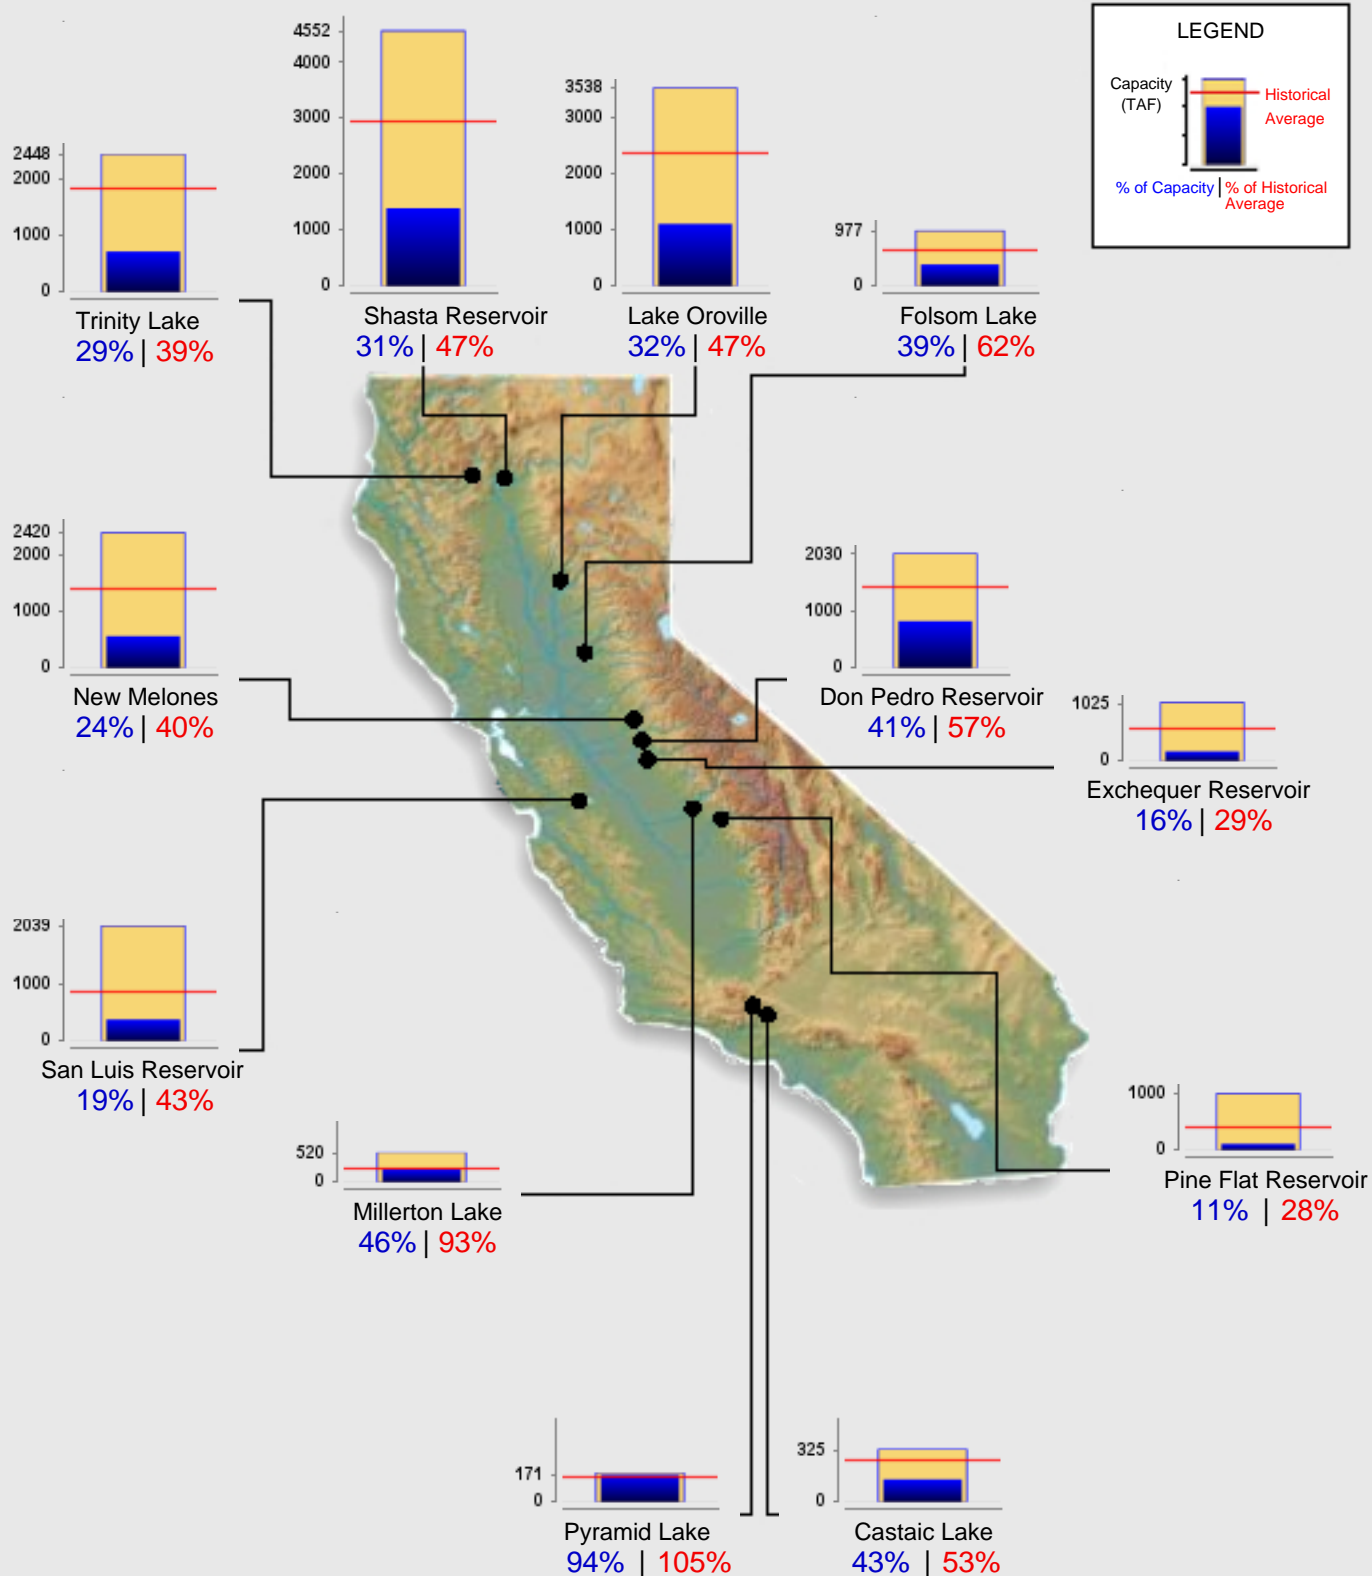 LEGEND
Capacity
(TAF)
Historical
Average
% of Capacity | % of Historical
Average
4552
4000
3000
2000
1000
0
Shasta Reservoir
31% | 47%
3538
3000
2000
1000
0
Lake Oroville
32% | 47%
2448
2000
1000
0
Trinity Lake
29% | 39%
977
0
Folsom Lake
39% | 62%
2420
2000
1000
0
New Melones
24% | 40%
2030
1000
0
Don Pedro Reservoir
41% | 57%
1025
0
Exchequer Reservoir
16% | 29%
2039
1000
0
San Luis Reservoir
19% | 43%
520
0
Millerton Lake
46% | 93%
1000
0
Pine Flat Reservoir
11% | 28%
171
0
Pyramid Lake
94% | 105%
325
0
Castaic Lake
43% | 53%